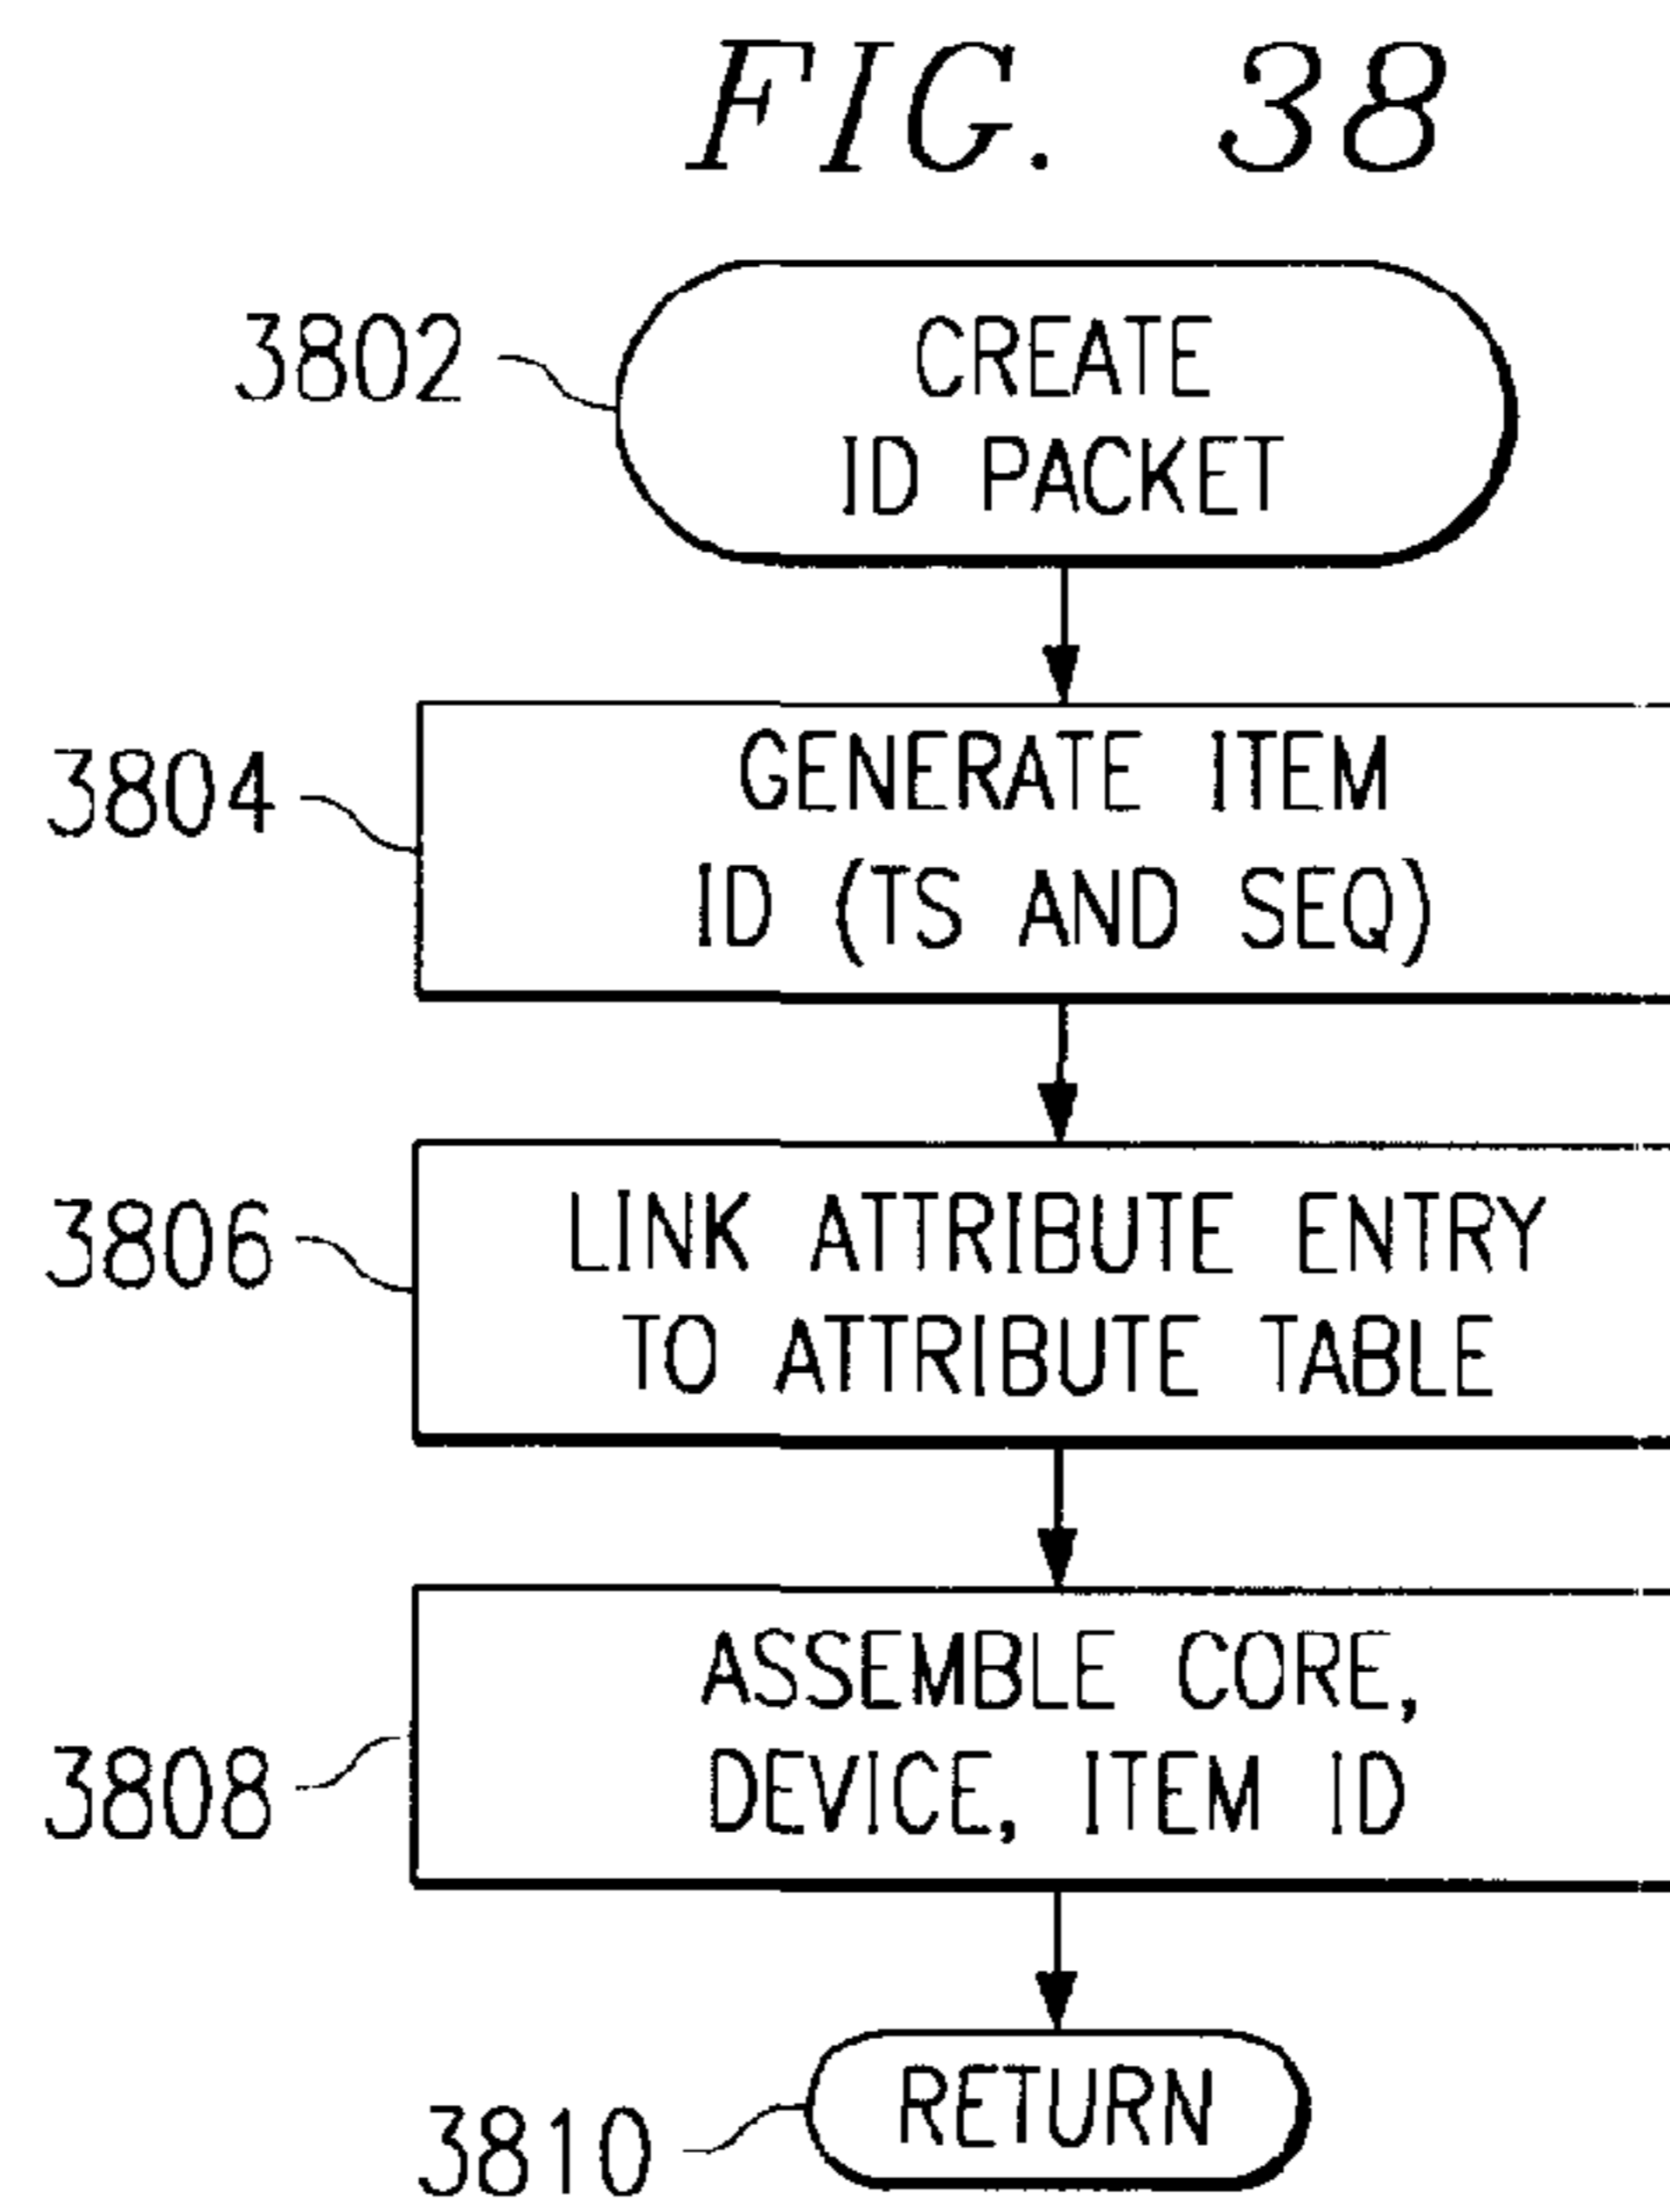 FIG. 38
3802
CREATE
ID PACKET
3804
GENERATE ITEM
ID (TS AND SEQ)
3806
LINK ATTRIBUTE ENTRY
TO ATTRIBUTE TABLE
3808
ASSEMBLE CORE,
DEVICE, ITEM ID
3810
RETURN